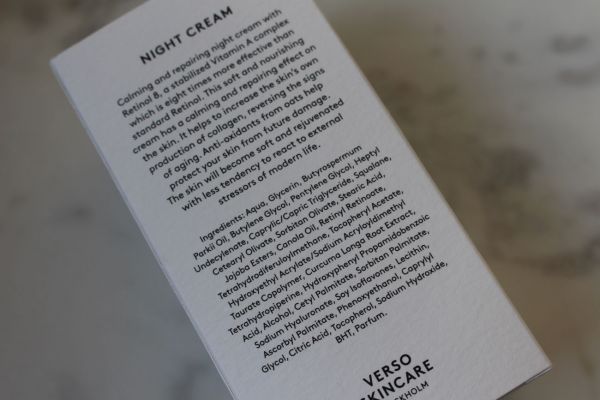 NIGHT CREAM
Calming and repairing night cream with
Retinol 8, a stabilized Vitamin A complex
which is eight times more effective than
standard Retinol. This soft and nourishing
cream has a calming and repairing effect on
the skin. It helps to increase the skin's own
production of collagen, reversing the signs
of aging. Anti-oxidants from oats help
protect your skin from future damage.
The skin will become soft and rejuvenated
with less tendency to react to external
stressors of modern life.
Ingredients: Aqua, Glycerin, Butyrospermum
Parkii Oil, Butylene Glycol, Pentylene Glycol, Heptyl
Undecylenate, Caprylic/Capric Triglyceride, Squalane,
Cetearyl Olivate, Sorbitan Olivate, Stearic Acid,
Jojoba Esters, Canola Oil, Retinyl Retinoate,
Tetrahydrodiferuloylmethane, Tocopheryl Acetate,
Hydroxyethyl Acrylate/Sodium Acryloyldimethyl
Taurate Copolymer, Curcuma Longa Root Extract,
Tetrahydropiperine, Hydroxyphenyl Propamidobenzoic
Acid, Alcohol, Cetyl Palmitate, Sorbitan Palmitate,
Sodium Hyaluronate, Soy Isoflavones, Lecithin,
Ascorbyl Palmitate, Phenoxyethanol, Caprylyl
Glycol, Citric Acid, Tocopherol, Sodium Hydroxide,
BHT, Parfum.
VERSO
SKINCARE
CKHOLM